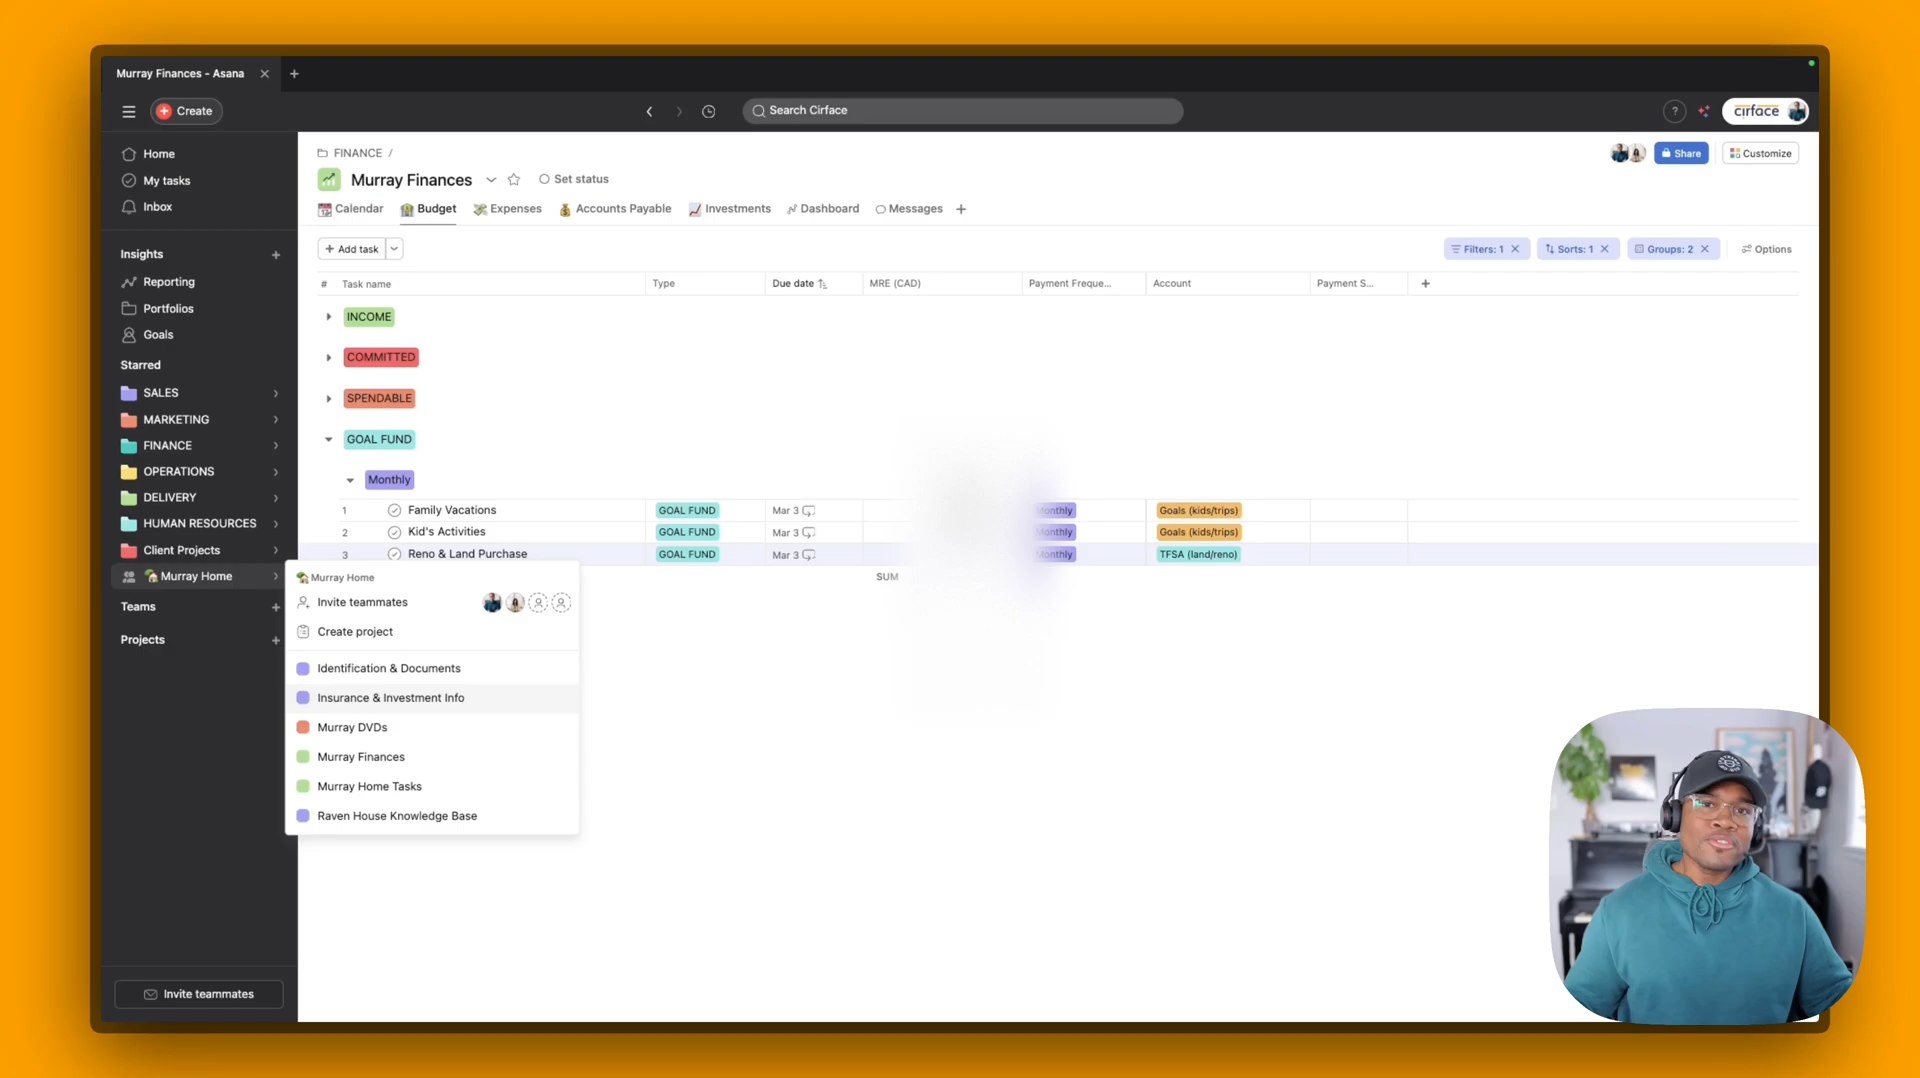 Murray Finances - Asana
Create
Search Cirface
?
cirface
Home
My tasks
Inbox
Insights
Reporting
Portfolios
Goals
Starred
SALES
MARKETING
FINANCE
OPERATIONS
DELIVERY
HUMAN RESOURCES
Client Projects
Murray Home
Teams
Projects
Invite teammates
FINANCE /
Murray Finances
Set status
Share
Customize
Calendar Budget Expenses Accounts Payable Investments Dashboard Messages
Add task
Filters: 1 Sorts: 1 Groups: 2 Options
# Task name Type Due date MRE (CAD) Payment Freque... Account Payment S...
INCOME
COMMITTED
SPENDABLE
GOAL FUND
Monthly
1 Family Vacations GOAL FUND Mar 3 Monthly Goals (kids/trips)
2 Kid's Activities GOAL FUND Mar 3 Monthly Goals (kids/trips)
3 Reno & Land Purchase GOAL FUND Mar 3 Monthly TFSA (land/reno)
SUM
Murray Home
Invite teammates
Create project
Identification & Documents
Insurance & Investment Info
Murray DVDs
Murray Finances
Murray Home Tasks
Raven House Knowledge Base